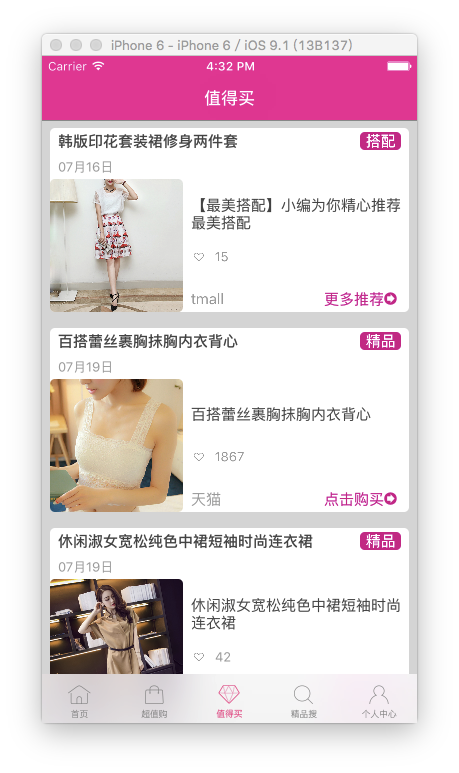 iPhone 6 - iPhone 6 / iOS 9.1 (13B137)
Carrier 4:32 PM
值得买
韩版印花套装裙修身两件套 搭配
07月16日
【最美搭配】小编为你精心推荐
最美搭配
15
tmall 更多推荐
百搭蕾丝裹胸抹胸内衣背心 精品
07月19日
百搭蕾丝裹胸抹胸内衣背心
1867
天猫 点击购买
休闲淑女宽松纯色中裙短袖时尚连衣裙 精品
07月19日
休闲淑女宽松纯色中裙短袖时尚
连衣裙
42
首页 超值购 值得买 精品搜 个人中心